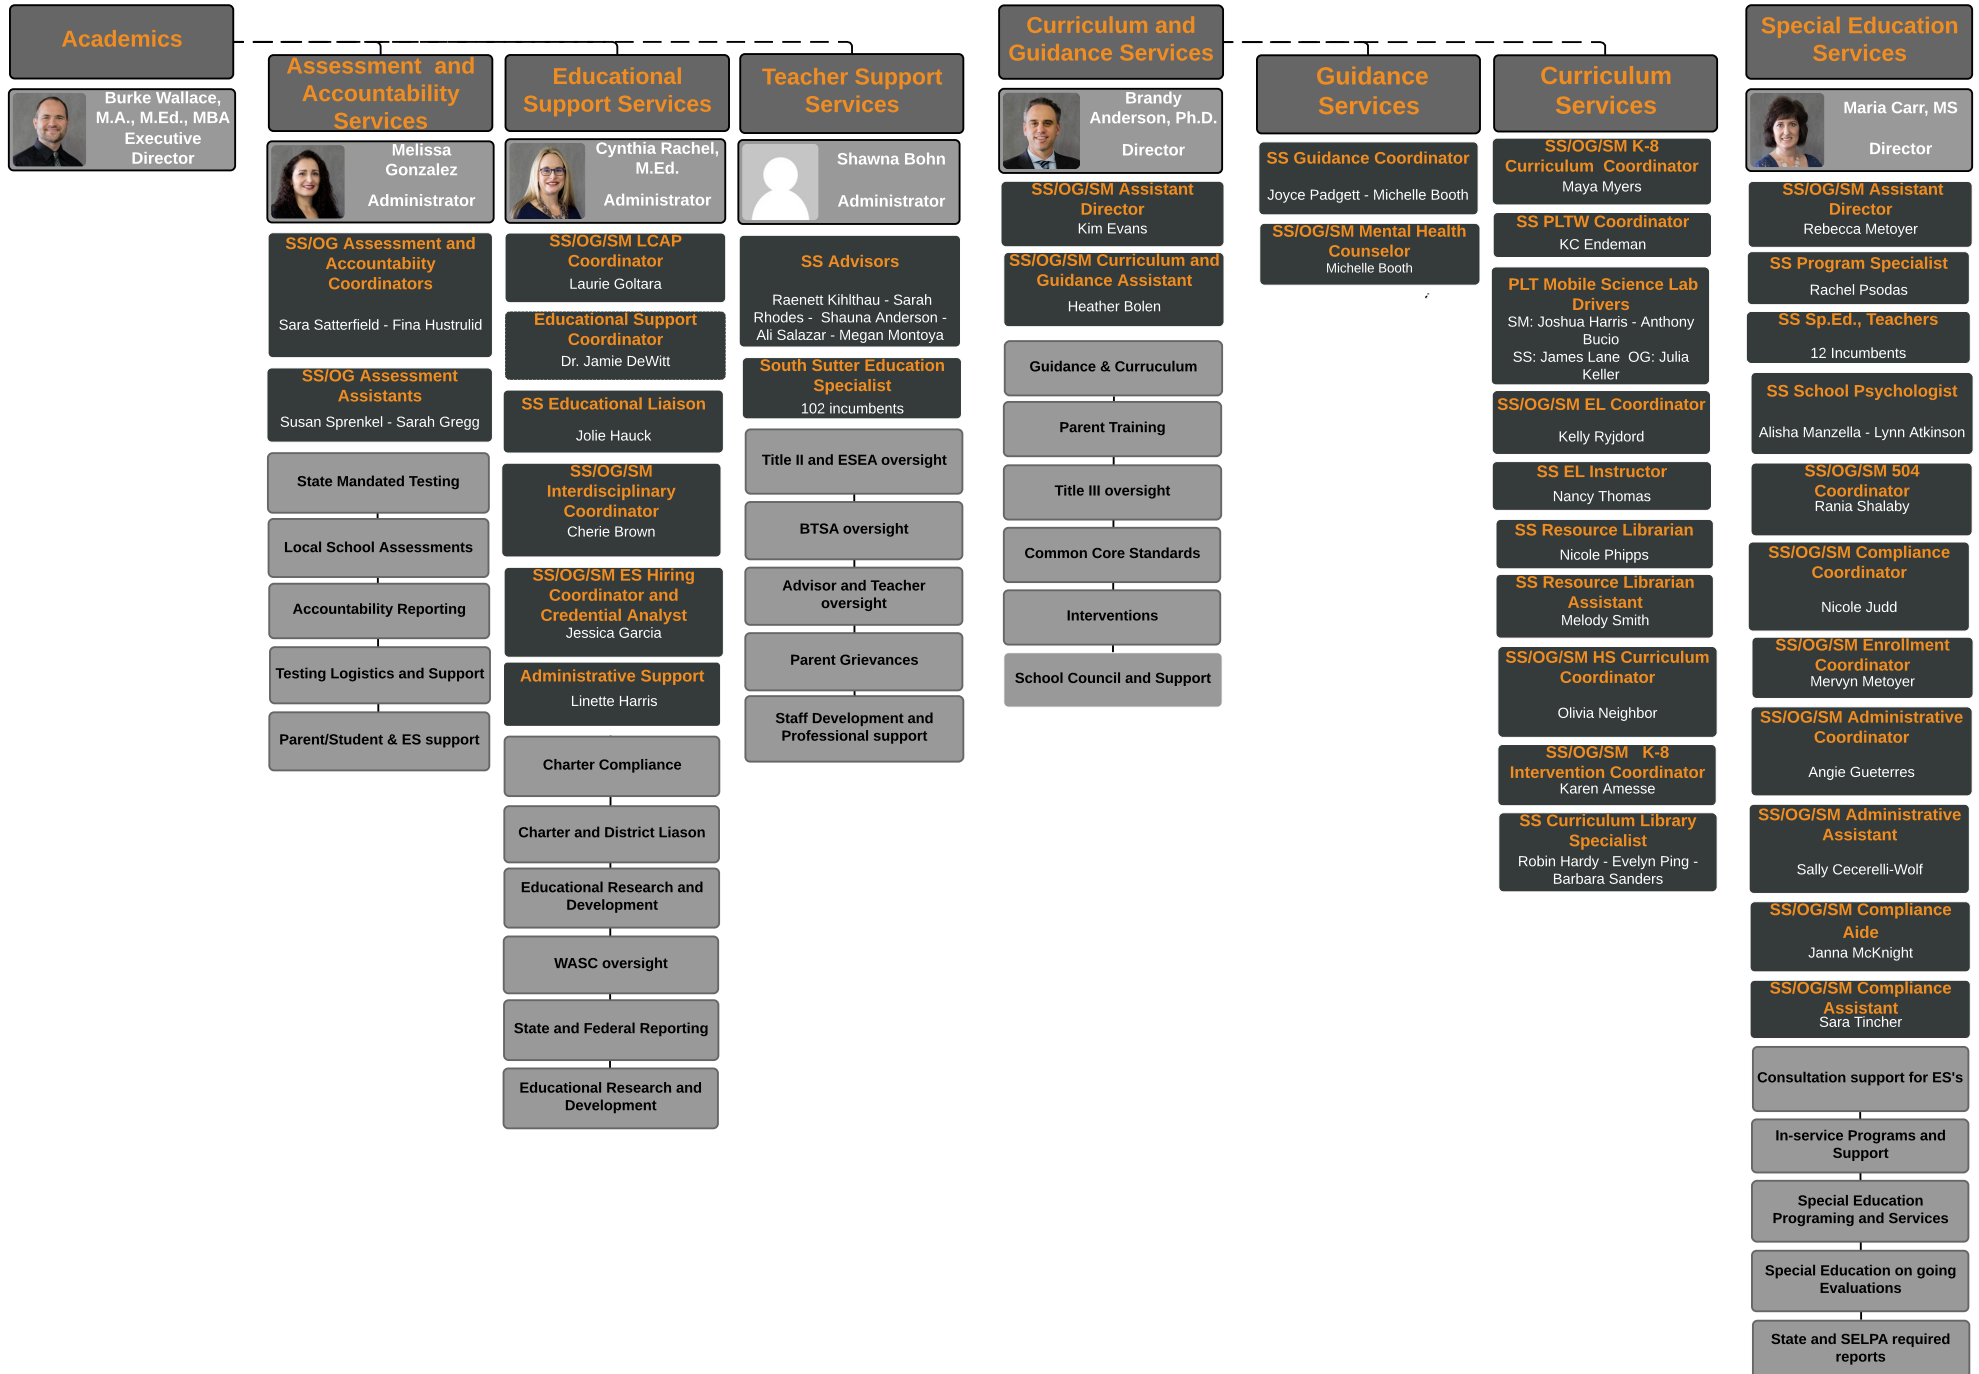 Academics
Burke Wallace,
M.A., M.Ed., MBA
Executive
Director
Assessment and
Accountability
Services
Melissa
Gonzalez
Administrator
SS/OG Assessment and
Accountabiity
Coordinators
Sara Satterfield - Fina Hustrulid
SS/OG Assessment
Assistants
Susan Sprenkel - Sarah Gregg
State Mandated Testing
Local School Assessments
Accountability Reporting
Testing Logistics and Support
Parent/Student & ES support
Educational
Support Services
Cynthia Rachel,
M.Ed.
Administrator
SS/OG/SM LCAP
Coordinator
Laurie Goltara
Educational Support
Coordinator
Dr. Jamie DeWitt
SS Educational Liaison
Jolie Hauck
SS/OG/SM
Interdisciplinary
Coordinator
Cherie Brown
SS/OG/SM ES Hiring
Coordinator and
Credential Analyst
Jessica Garcia
Administrative Support
Linette Harris
Charter Compliance
Charter and District Liason
Educational Research and
Development
WASC oversight
State and Federal Reporting
Educational Research and
Development
Teacher Support
Services
Shawna Bohn
Administrator
SS Advisors
Raenett Kihlthau - Sarah
Rhodes - Shauna Anderson -
Ali Salazar - Megan Montoya
South Sutter Education
Specialist
102 incumbents
Title II and ESEA oversight
BTSA oversight
Advisor and Teacher
oversight
Parent Grievances
Staff Development and
Professional support
Curriculum and
Guidance Services
Brandy
Anderson, Ph.D.
Director
SS/OG/SM Assistant
Director
Kim Evans
SS/OG/SM Curriculum and
Guidance Assistant
Heather Bolen
Guidance & Curruculum
Parent Training
Title III oversight
Common Core Standards
Interventions
School Council and Support
Guidance
Services
SS Guidance Coordinator
Joyce Padgett - Michelle Booth
SS/OG/SM Mental Health
Counselor
Michelle Booth
Curriculum
Services
SS/OG/SM K-8
Curriculum Coordinator
Maya Myers
SS PLTW Coordinator
KC Endeman
PLT Mobile Science Lab
Drivers
SM: Joshua Harris - Anthony
Bucio
SS: James Lane OG: Julia
Keller
SS/OG/SM EL Coordinator
Kelly Ryjdord
SS EL Instructor
Nancy Thomas
SS Resource Librarian
Nicole Phipps
SS Resource Librarian
Assistant
Melody Smith
SS/OG/SM HS Curriculum
Coordinator
Olivia Neighbor
SS/OG/SM K-8
Intervention Coordinator
Karen Amesse
SS Curriculum Library
Specialist
Robin Hardy - Evelyn Ping -
Barbara Sanders
Special Education
Services
Maria Carr, MS
Director
SS/OG/SM Assistant
Director
Rebecca Metoyer
SS Program Specialist
Rachel Psodas
SS Sp.Ed., Teachers
12 Incumbents
SS School Psychologist
Alisha Manzella - Lynn Atkinson
SS/OG/SM 504
Coordinator
Rania Shalaby
SS/OG/SM Compliance
Coordinator
Nicole Judd
SS/OG/SM Enrollment
Coordinator
Mervyn Metoyer
SS/OG/SM Administrative
Coordinator
Angie Gueterres
SS/OG/SM Administrative
Assistant
Sally Cecerelli-Wolf
SS/OG/SM Compliance
Aide
Janna McKnight
SS/OG/SM Compliance
Assistant
Sara Tincher
Consultation support for ES's
In-service Programs and
Support
Special Education
Programing and Services
Special Education on going
Evaluations
State and SELPA required
reports